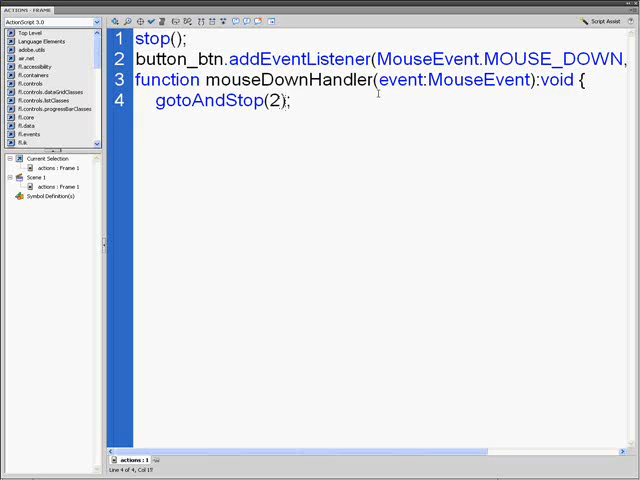 ACTIONS - FRAME
ActionScript 3.0
Script Assist
Top Level
Language Elements
adobe.utils
air.net
fl.accessibility
fl.containers
fl.controls
fl.controls.dataGridClasses
fl.controls.listClasses
fl.controls.progressBarClasses
fl.core
fl.data
fl.events
fl.ik
Current Selection
actions : Frame 1
Scene 1
actions : Frame 1
Symbol Definition(s)
1 stop();
2 button_btn.addEventListener(MouseEvent.MOUSE_DOWN,
3 function mouseDownHandler(event:MouseEvent):void {
4 gotoAndStop(2);
actions : 1
Line 4 of 4, Col 17